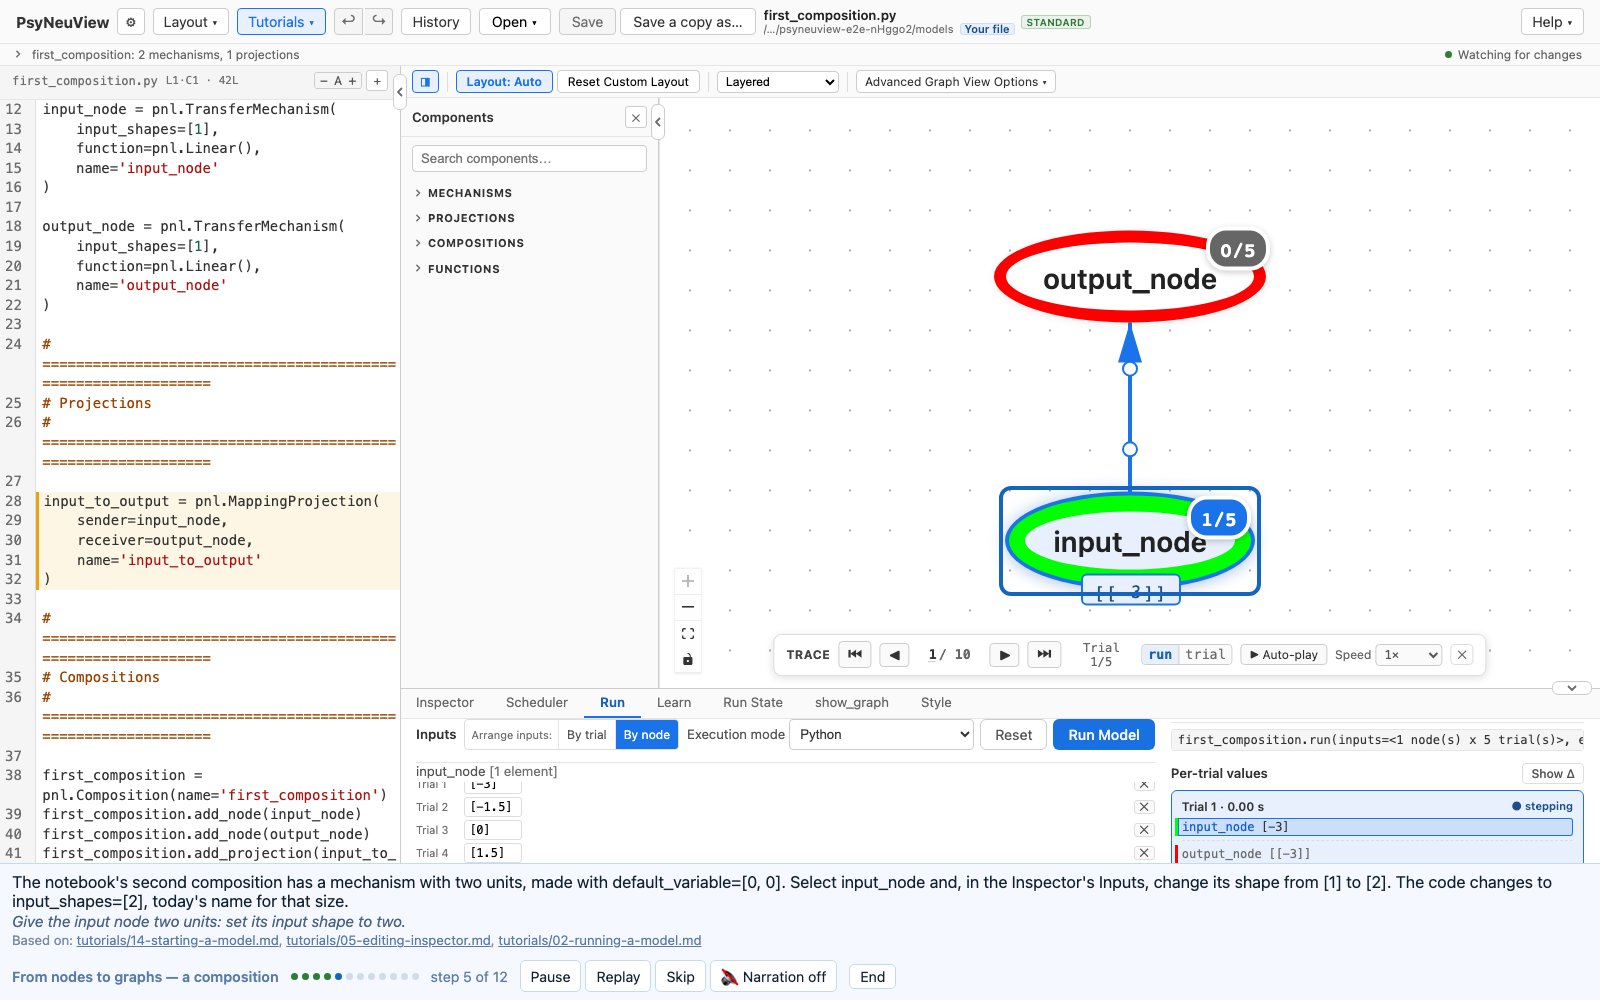 PsyNeuView ⚙ Layout ▾ Tutorials ▾ ↩ ↪ History Open ▾ Save Save a copy as... first_composition.py
/.../psyneuview-e2e-nHggo2/models Your file STANDARD Help ▾
first_composition: 2 mechanisms, 1 projections Watching for changes
first_composition.py L1·C1 · 42L − A + +
Layout: Auto Reset Custom Layout Layered Advanced Graph View Options ▾
12 input_node = pnl.TransferMechanism(
13 input_shapes=[1],
14 function=pnl.Linear(),
15 name='input_node'
16 )
17
18 output_node = pnl.TransferMechanism(
19 input_shapes=[1],
20 function=pnl.Linear(),
21 name='output_node'
22 )
23
24 #
==========================================
====================
25 # Projections
26 #
==========================================
====================
27
28 input_to_output = pnl.MappingProjection(
29 sender=input_node,
30 receiver=output_node,
31 name='input_to_output'
32 )
33
34 #
==========================================
====================
35 # Compositions
36 #
==========================================
====================
37
38 first_composition =
pnl.Composition(name='first_composition')
39 first_composition.add_node(input_node)
40 first_composition.add_node(output_node)
41 first_composition.add_projection(input_to_
Components ×
Search components...
MECHANISMS
PROJECTIONS
COMPOSITIONS
FUNCTIONS
0/5
output_node
1/5
input_node
[[-3]]
TRACE ⏮ ◀ 1 / 10 ▶ ⏭ Trial 1/5 run trial ▶ Auto-play Speed 1× ×
Inspector Scheduler Run Learn Run State show_graph Style
Inputs Arrange inputs: By trial By node Execution mode Python Reset Run Model
input_node [1 element]
Trial 1 [-3] ×
Trial 2 [-1.5] ×
Trial 3 [0] ×
Trial 4 [1.5] ×
first_composition.run(inputs=<1 node(s) x 5 trial(s)>, e
Per-trial values Show Δ
Trial 1 · 0.00 s stepping
input_node [-3]
output_node [[-3]]
The notebook's second composition has a mechanism with two units, made with default_variable=[0, 0]. Select input_node and, in the Inspector's Inputs, change its shape from [1] to [2]. The code changes to
input_shapes=[2], today's name for that size.
Give the input node two units: set its input shape to two.
Based on: tutorials/14-starting-a-model.md, tutorials/05-editing-inspector.md, tutorials/02-running-a-model.md
From nodes to graphs — a composition step 5 of 12 Pause Replay Skip Narration off End